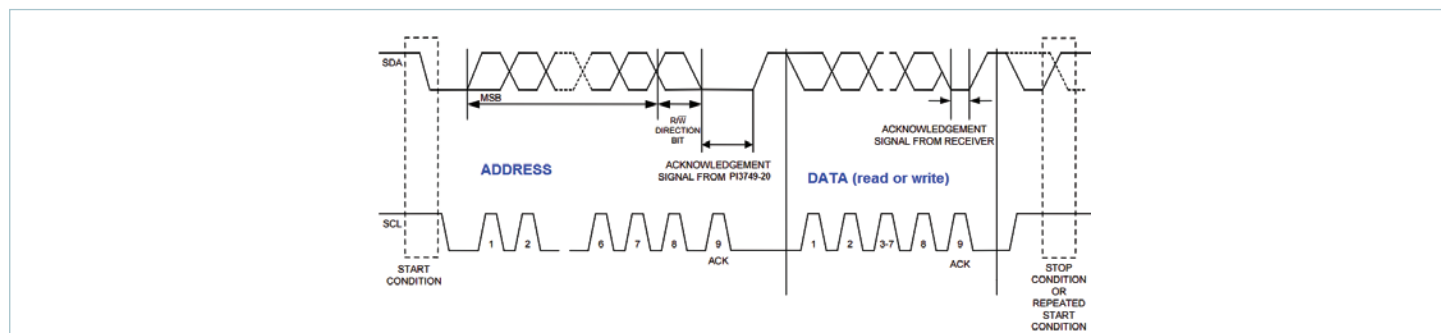 SDA
MSB
R/W̅
DIRECTION
BIT
ACKNOWLEDGEMENT
SIGNAL FROM PI3749-20
ACKNOWLEDGEMENT
SIGNAL FROM RECEIVER
ADDRESS
DATA (read or write)
SCL
1 2 6 7 8 9 1 2 3-7 8 9
ACK ACK
START
CONDITION
STOP
CONDITION
OR
REPEATED
START
CONDITION